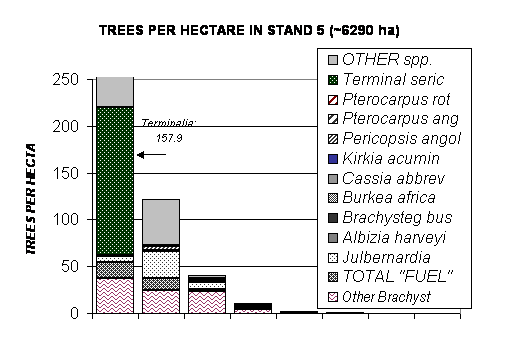 TREES PER HECTARE IN STAND 5 (~6290 ha)
TREES PER HECTA
250
200
150
100
50
0
Terminalia:
157.9
OTHER spp.
Terminal seric
Pterocarpus rot
Pterocarpus ang
Pericopsis angol
Kirkia acumin
Cassia abbrev
Burkea africa
Brachysteg bus
Albizia harveyi
Julbernardia
TOTAL "FUEL"
Other Brachyst